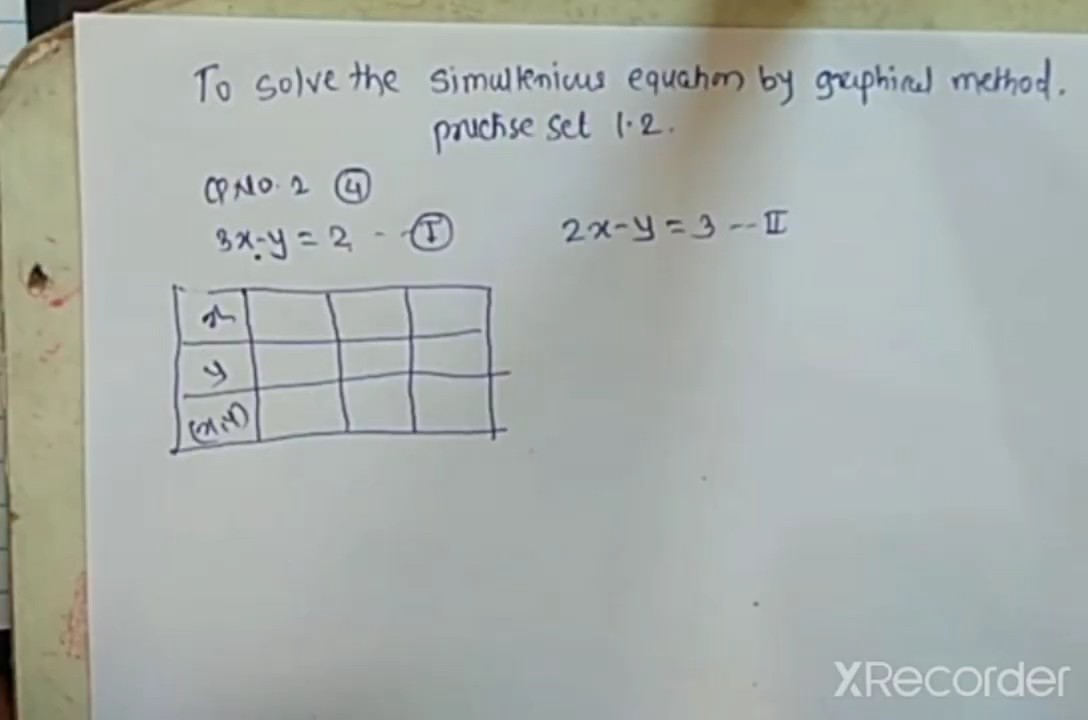 To solve the simultenius equation by graphical method.
practise set 1.2.
Q NO. 2 (4)
3x-y = 2 -- (I) 2x-y = 3 -- II
x
y
(x,y)
XRecorder